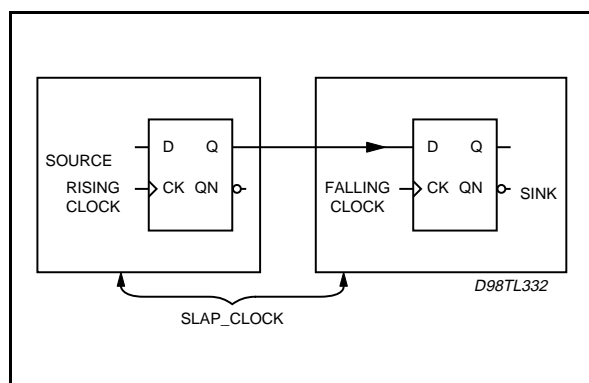 D Q
SOURCE
RISING
CLOCK
CK QN
D Q
FALLING
CLOCK
CK QN
SINK
D98TL332
SLAP_CLOCK